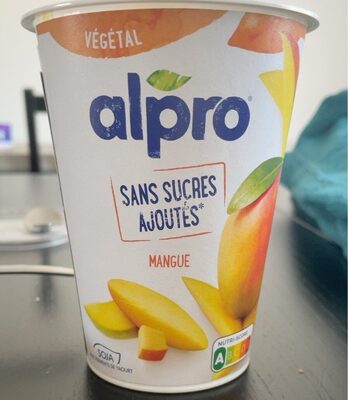 VÉGÉTAL
alpro
SANS SUCRES
AJOUTÉS*
MANGUE
SOJA
NUTRI-SCORE
A